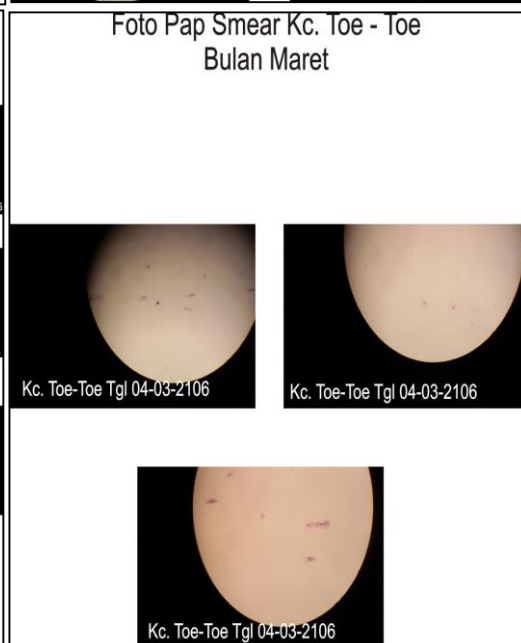 Foto Pap Smear Kc. Toe - Toe
Bulan Maret
Kc. Toe-Toe Tgl 04-03-2106
Kc. Toe-Toe Tgl 04-03-2106
Kc. Toe-Toe Tgl 04-03-2106